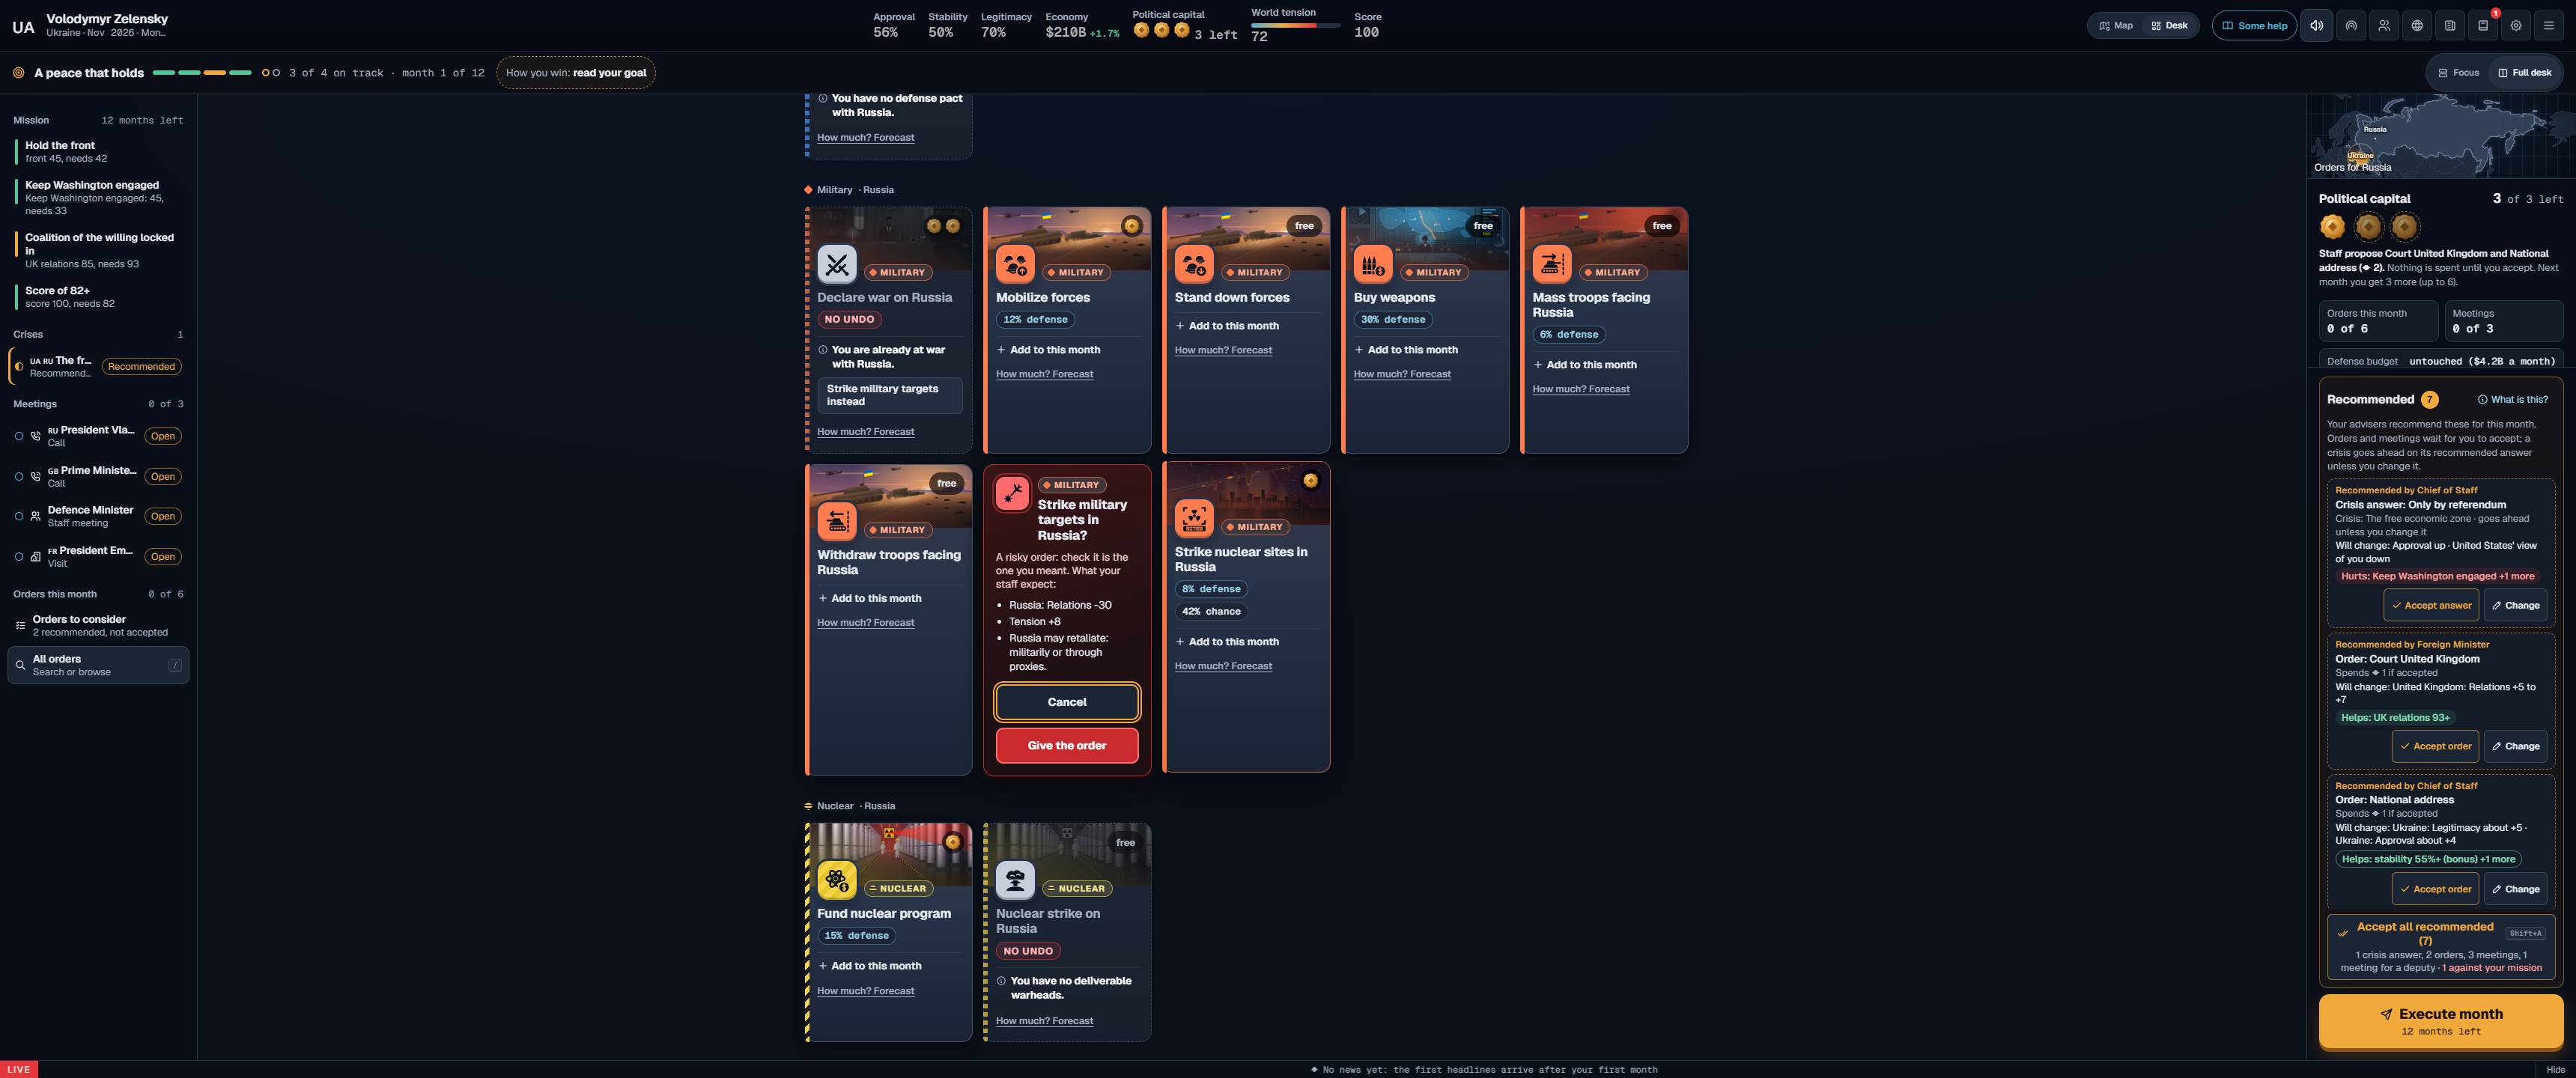 UA
Volodymyr Zelensky
Ukraine · Nov 2026 · Mon…
Approval
56%
Stability
50%
Legitimacy
70%
Economy
$210B +1.7%
Political capital
3 left
World tension
72
Score
100
Map
Desk
Some help
1
A peace that holds
3 of 4 on track · month 1 of 12
How you win: read your goal
Focus
Full desk
Mission
12 months left
Hold the front
front 45, needs 42
Keep Washington engaged
Keep Washington engaged: 45,
needs 33
Coalition of the willing locked
in
UK relations 85, needs 93
Score of 82+
score 100, needs 82
Crises
1
UA RU The fr…
Recommend…
Recommended
Meetings
0 of 3
RU President Vla…
Call
Open
GB Prime Ministe…
Call
Open
Defence Minister
Staff meeting
Open
FR President Em…
Visit
Open
Orders this month
0 of 6
Orders to consider
2 recommended, not accepted
All orders
Search or browse
/
You have no defense pact
with Russia.
How much? Forecast
Military · Russia
MILITARY
Declare war on Russia
NO UNDO
You are already at war
with Russia.
Strike military targets
instead
How much? Forecast
MILITARY
Mobilize forces
12% defense
+ Add to this month
How much? Forecast
free
MILITARY
Stand down forces
+ Add to this month
How much? Forecast
free
MILITARY
Buy weapons
30% defense
+ Add to this month
How much? Forecast
free
MILITARY
Mass troops facing
Russia
6% defense
+ Add to this month
How much? Forecast
free
MILITARY
Withdraw troops facing
Russia
+ Add to this month
How much? Forecast
MILITARY
Strike military
targets in
Russia?
A risky order: check it is the
one you meant. What your
staff expect:
• Russia: Relations -30
• Tension +8
• Russia may retaliate:
militarily or through
proxies.
Cancel
Give the order
MILITARY
Strike nuclear sites in
Russia
8% defense
42% chance
+ Add to this month
How much? Forecast
Nuclear · Russia
NUCLEAR
Fund nuclear program
15% defense
+ Add to this month
How much? Forecast
free
NUCLEAR
Nuclear strike on
Russia
NO UNDO
You have no deliverable
warheads.
How much? Forecast
Russia
Ukraine
Orders for Russia
Political capital
3 of 3 left
Staff propose Court United Kingdom and National
address (◆ 2). Nothing is spent until you accept. Next
month you get 3 more (up to 6).
Orders this month
0 of 6
Meetings
0 of 3
Defense budget
untouched ($4.2B a month)
Recommended 7
What is this?
Your advisers recommend these for this month.
Orders and meetings wait for you to accept; a
crisis goes ahead on its recommended answer
unless you change it.
Recommended by Chief of Staff
Crisis answer: Only by referendum
Crisis: The free economic zone · goes ahead
unless you change it
Will change: Approval up · United States' view
of you down
Hurts: Keep Washington engaged +1 more
Accept answer
Change
Recommended by Foreign Minister
Order: Court United Kingdom
Spends ◆ 1 if accepted
Will change: United Kingdom: Relations +5 to
+7
Helps: UK relations 93+
Accept order
Change
Recommended by Chief of Staff
Order: National address
Spends ◆ 1 if accepted
Will change: Ukraine: Legitimacy about +5 ·
Ukraine: Approval about +4
Helps: stability 55%+ (bonus) +1 more
Accept order
Change
Accept all recommended
(7)
Shift+A
1 crisis answer, 2 orders, 3 meetings, 1
meeting for a deputy · 1 against your mission
Execute month
12 months left
LIVE
◆ No news yet: the first headlines arrive after your first month
Hide